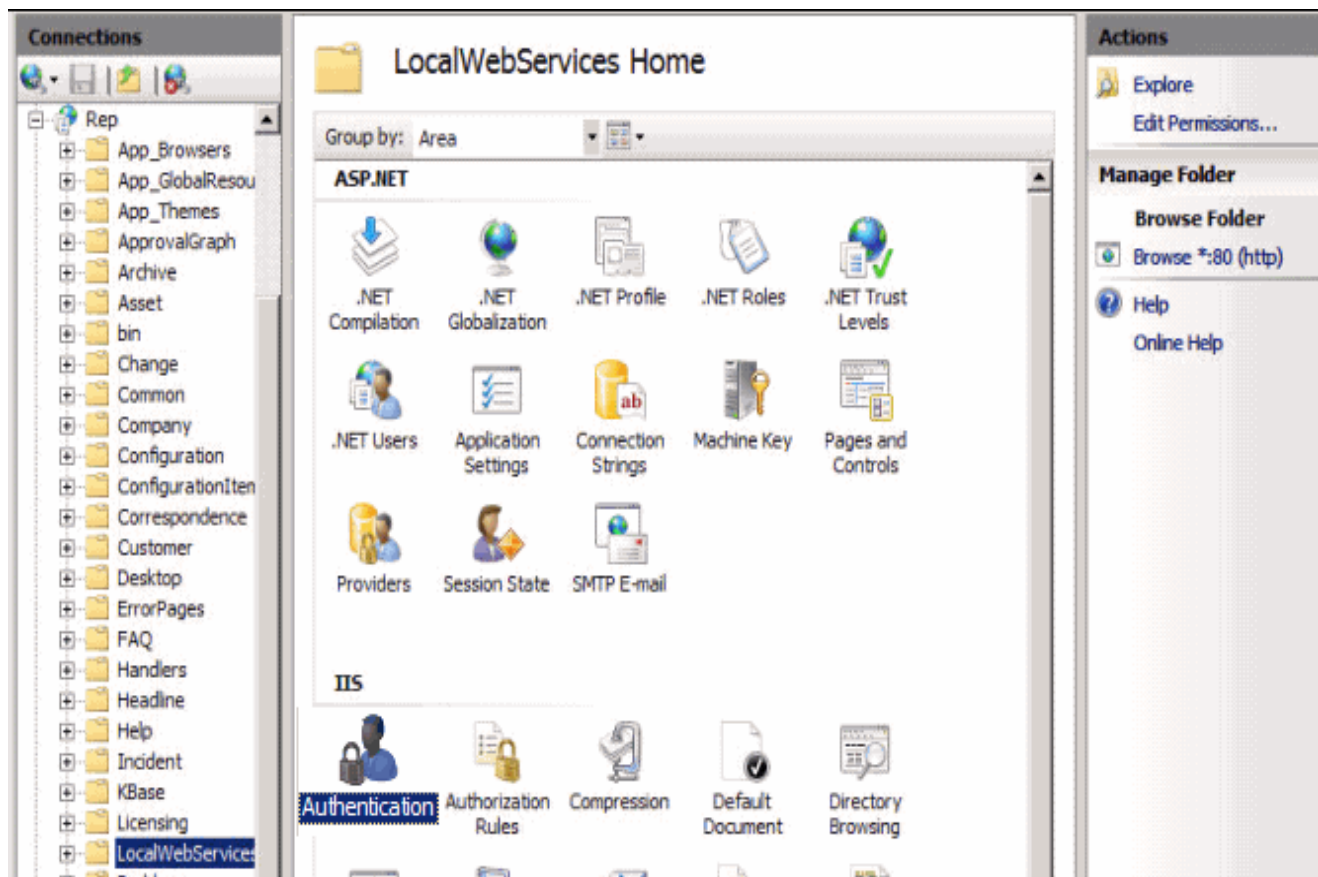 Connections
Rep
App_Browsers
App_GlobalResou
App_Themes
ApprovalGraph
Archive
Asset
bin
Change
Common
Company
Configuration
ConfigurationIten
Correspondence
Customer
Desktop
ErrorPages
FAQ
Handlers
Headline
Help
Incident
KBase
Licensing
LocalWebServices
LocalWebServices Home
Group by: Area
ASP.NET
.NET Compilation
.NET Globalization
.NET Profile
.NET Roles
.NET Trust Levels
.NET Users
Application Settings
ab
Connection Strings
Machine Key
Pages and Controls
Providers
Session State
SMTP E-mail
IIS
Authentication
Authorization Rules
Compression
Default Document
Directory Browsing
Actions
Explore
Edit Permissions...
Manage Folder
Browse Folder
Browse *:80 (http)
Help
Online Help